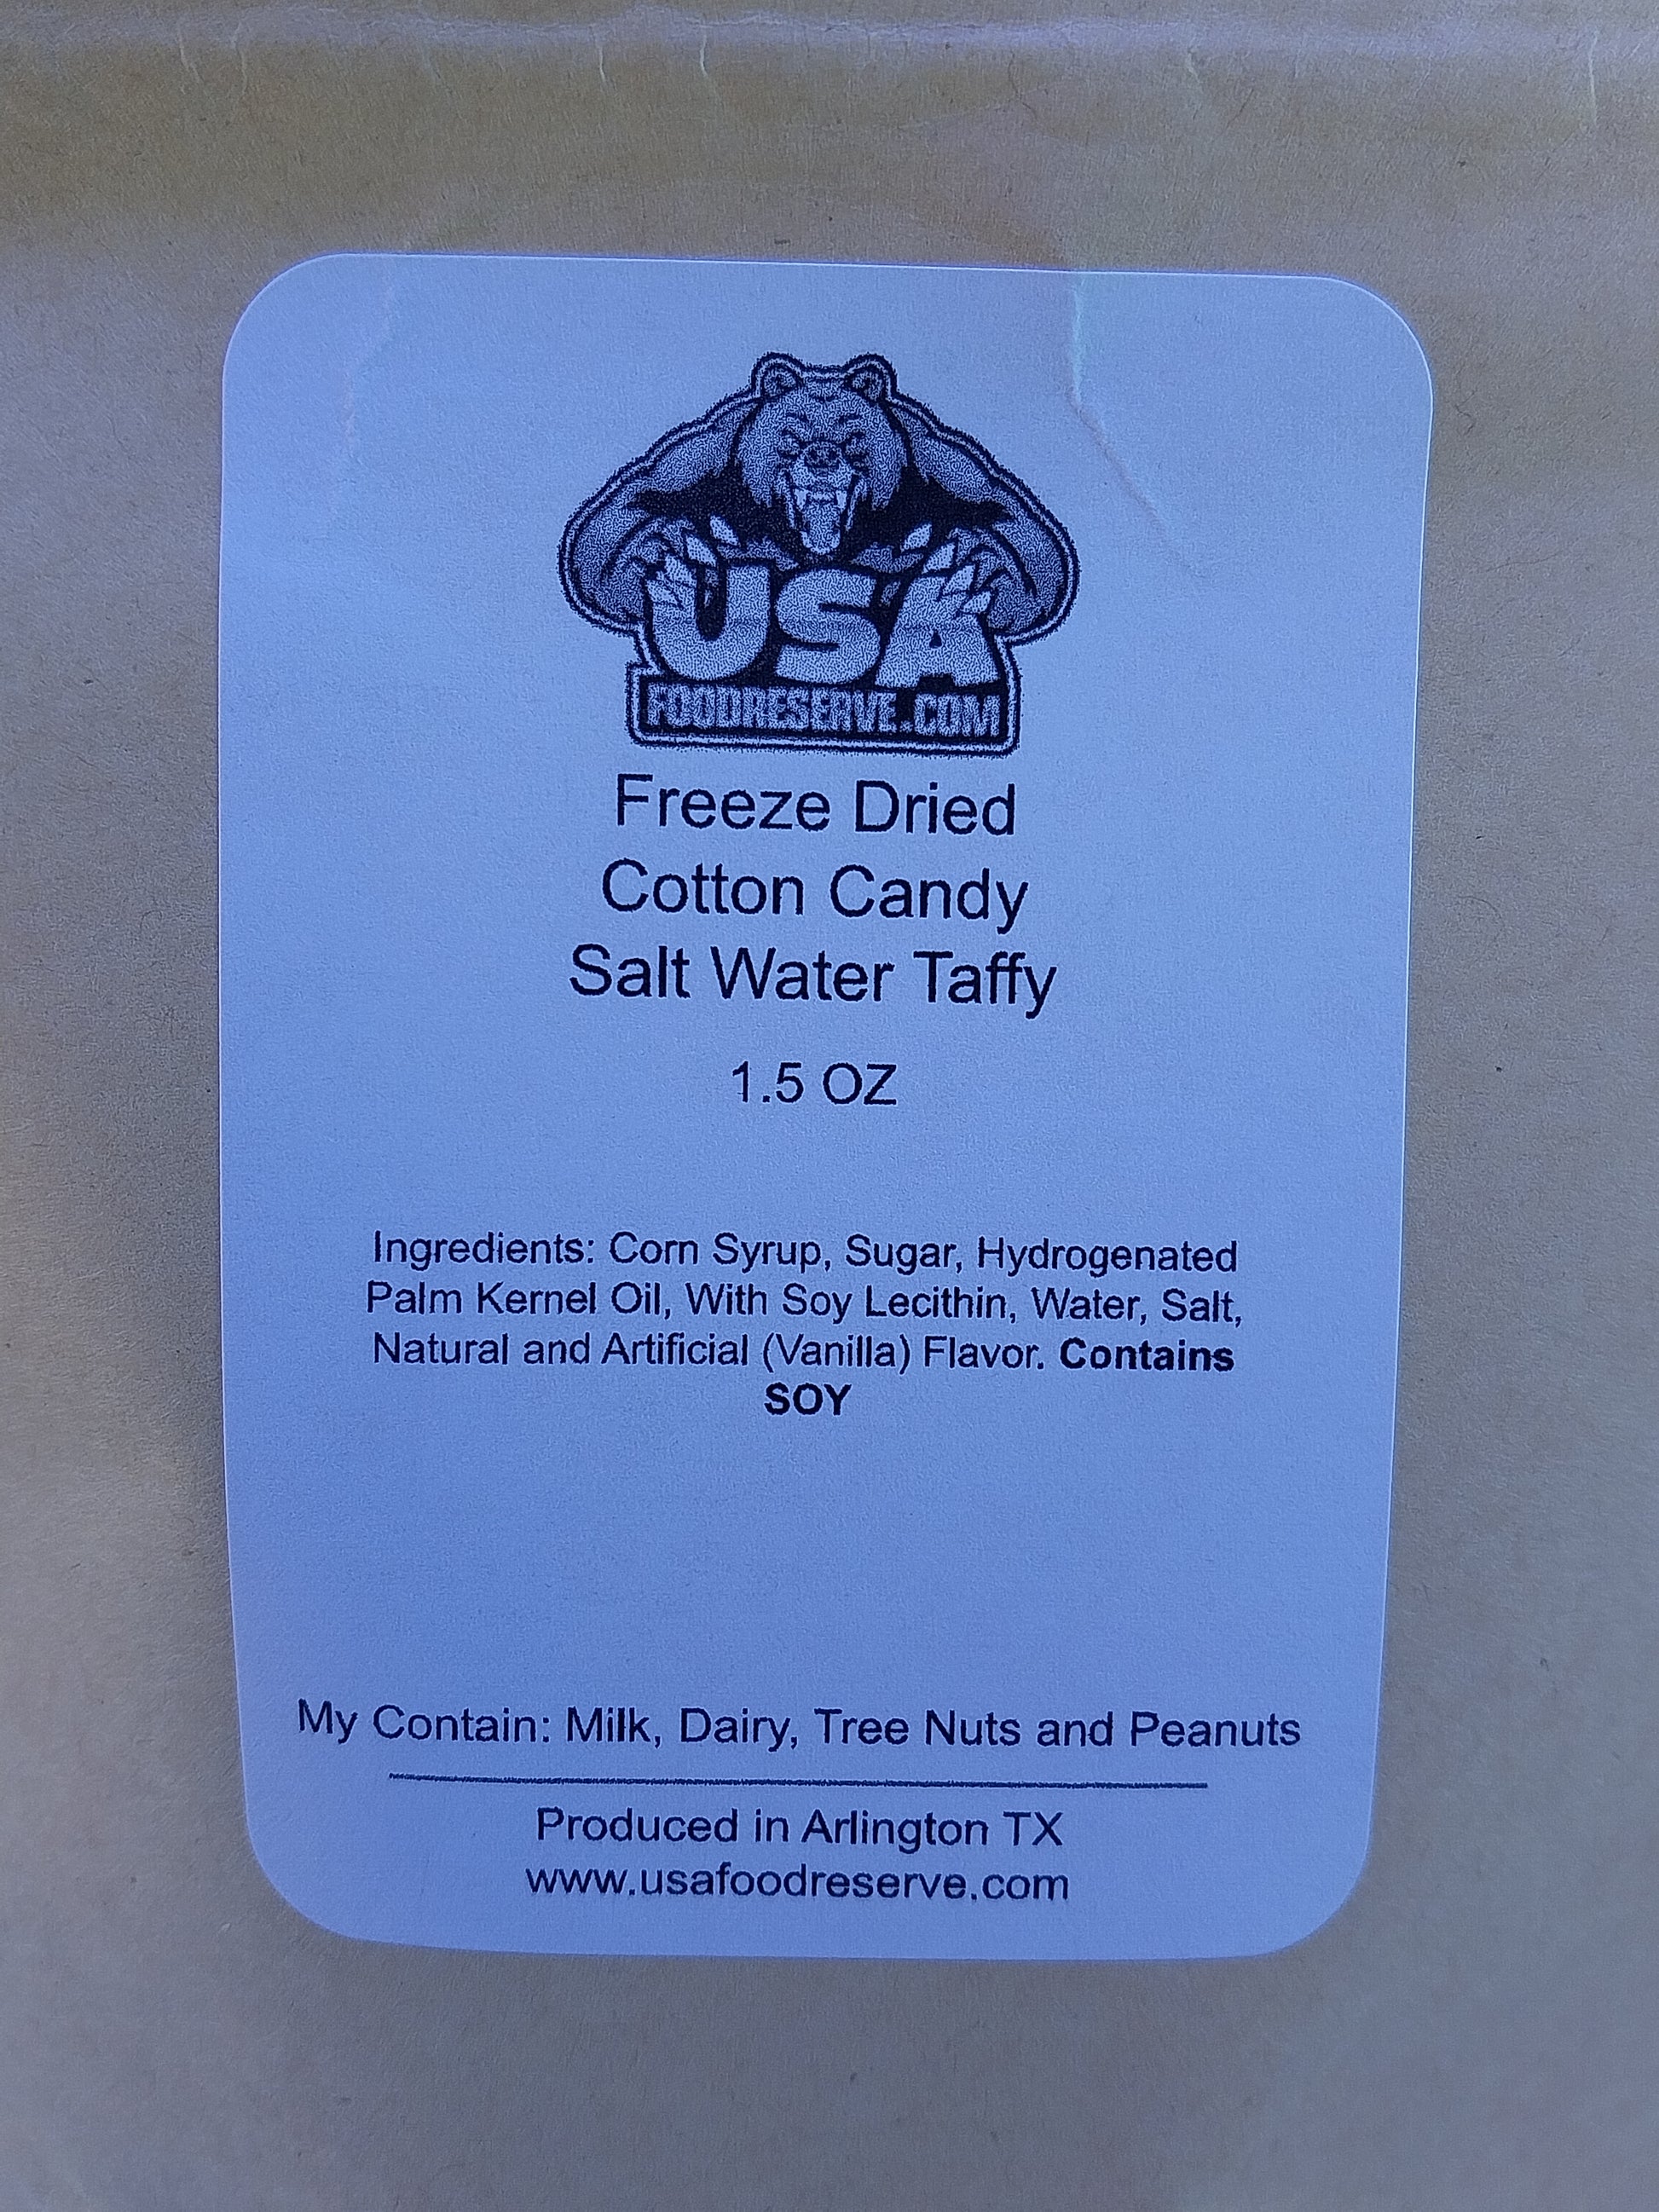 USA
FOODRESERVE.COM
Freeze Dried
Cotton Candy
Salt Water Taffy
1.5 OZ
Ingredients: Corn Syrup, Sugar, Hydrogenated
Palm Kernel Oil, With Soy Lecithin, Water, Salt,
Natural and Artificial (Vanilla) Flavor. Contains
SOY
My Contain: Milk, Dairy, Tree Nuts and Peanuts
Produced in Arlington TX
www.usafoodreserve.com